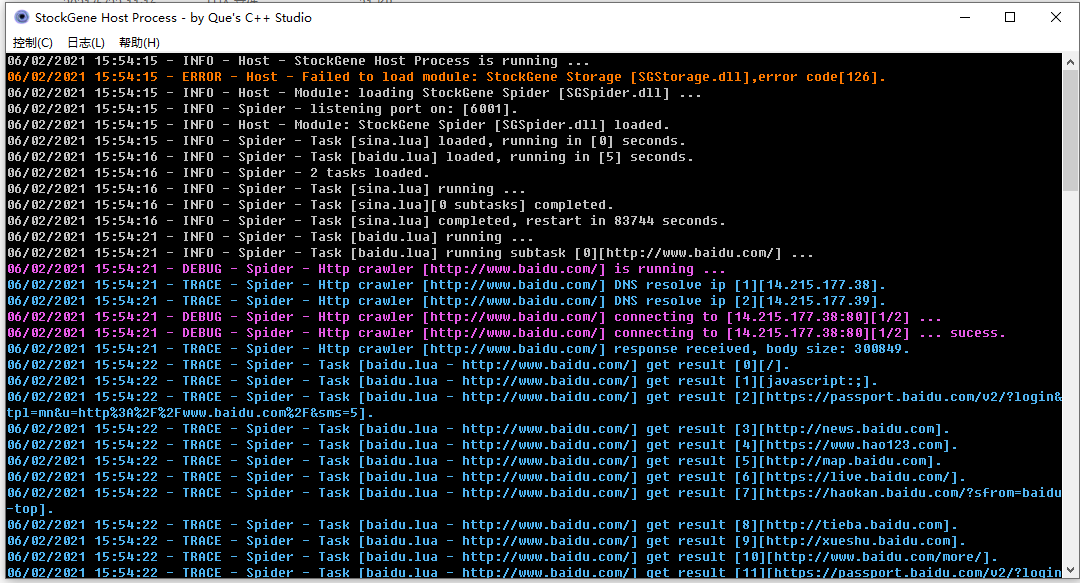 StockGene Host Process - by Que's C++ Studio
控制(C) 日志(L) 帮助(H)
06/02/2021 15:54:15 - INFO - Host - StockGene Host Process is running ...
06/02/2021 15:54:15 - ERROR - Host - Failed to load module: StockGene Storage [SGStorage.dll],error code[126].
06/02/2021 15:54:15 - INFO - Host - Module: loading StockGene Spider [SGSpider.dll] ...
06/02/2021 15:54:15 - INFO - Spider - listening port on: [6001].
06/02/2021 15:54:15 - INFO - Host - Module: StockGene Spider [SGSpider.dll] loaded.
06/02/2021 15:54:15 - INFO - Spider - Task [sina.lua] loaded, running in [0] seconds.
06/02/2021 15:54:16 - INFO - Spider - Task [baidu.lua] loaded, running in [5] seconds.
06/02/2021 15:54:16 - INFO - Spider - 2 tasks loaded.
06/02/2021 15:54:16 - INFO - Spider - Task [sina.lua] running ...
06/02/2021 15:54:16 - INFO - Spider - Task [sina.lua][0 subtasks] completed.
06/02/2021 15:54:16 - INFO - Spider - Task [sina.lua] completed, restart in 83744 seconds.
06/02/2021 15:54:21 - INFO - Spider - Task [baidu.lua] running ...
06/02/2021 15:54:21 - INFO - Spider - Task [baidu.lua] running subtask [0][http://www.baidu.com/] ...
06/02/2021 15:54:21 - DEBUG - Spider - Http crawler [http://www.baidu.com/] is running ...
06/02/2021 15:54:21 - TRACE - Spider - Http crawler [http://www.baidu.com/] DNS resolve ip [1][14.215.177.38].
06/02/2021 15:54:21 - TRACE - Spider - Http crawler [http://www.baidu.com/] DNS resolve ip [2][14.215.177.39].
06/02/2021 15:54:21 - DEBUG - Spider - Http crawler [http://www.baidu.com/] connecting to [14.215.177.38:80][1/2] ...
06/02/2021 15:54:21 - DEBUG - Spider - Http crawler [http://www.baidu.com/] connecting to [14.215.177.38:80][1/2] ... sucess.
06/02/2021 15:54:21 - TRACE - Spider - Http crawler [http://www.baidu.com/] response received, body size: 300849.
06/02/2021 15:54:22 - TRACE - Spider - Task [baidu.lua - http://www.baidu.com/] get result [0][/].
06/02/2021 15:54:22 - TRACE - Spider - Task [baidu.lua - http://www.baidu.com/] get result [1][javascript:;].
06/02/2021 15:54:22 - TRACE - Spider - Task [baidu.lua - http://www.baidu.com/] get result [2][https://passport.baidu.com/v2/?login&
tpl=mn&u=http%3A%2F%2Fwww.baidu.com%2F&sms=5].
06/02/2021 15:54:22 - TRACE - Spider - Task [baidu.lua - http://www.baidu.com/] get result [3][http://news.baidu.com].
06/02/2021 15:54:22 - TRACE - Spider - Task [baidu.lua - http://www.baidu.com/] get result [4][https://www.hao123.com].
06/02/2021 15:54:22 - TRACE - Spider - Task [baidu.lua - http://www.baidu.com/] get result [5][http://map.baidu.com].
06/02/2021 15:54:22 - TRACE - Spider - Task [baidu.lua - http://www.baidu.com/] get result [6][https://live.baidu.com/].
06/02/2021 15:54:22 - TRACE - Spider - Task [baidu.lua - http://www.baidu.com/] get result [7][https://haokan.baidu.com/?sfrom=baidu
-top].
06/02/2021 15:54:22 - TRACE - Spider - Task [baidu.lua - http://www.baidu.com/] get result [8][http://tieba.baidu.com].
06/02/2021 15:54:22 - TRACE - Spider - Task [baidu.lua - http://www.baidu.com/] get result [9][http://xueshu.baidu.com].
06/02/2021 15:54:22 - TRACE - Spider - Task [baidu.lua - http://www.baidu.com/] get result [10][http://www.baidu.com/more/].
06/02/2021 15:54:22 - TRACE - Spider - Task [baidu.lua - http://www.baidu.com/] get result [11][https://passport.baidu.com/v2/?login